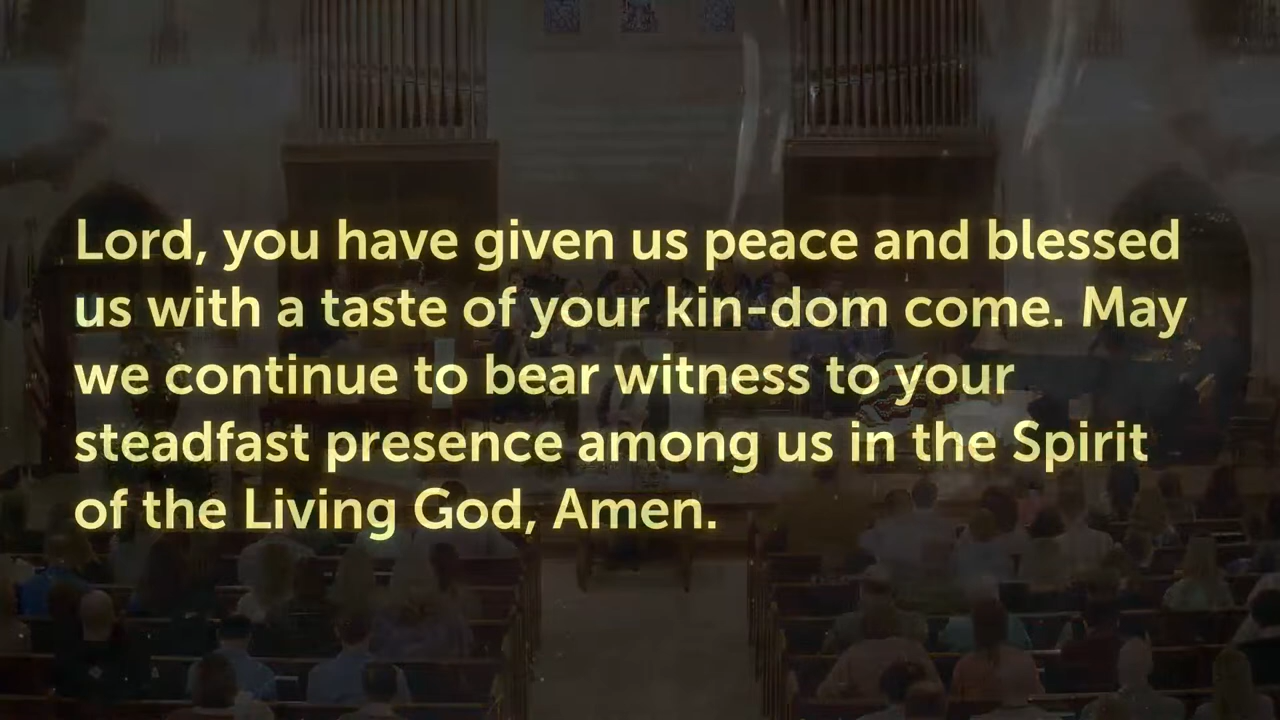 Lord, you have given us peace and blessed
us with a taste of your kin-dom come. May
we continue to bear witness to your
steadfast presence among us in the Spirit
of the Living God, Amen.